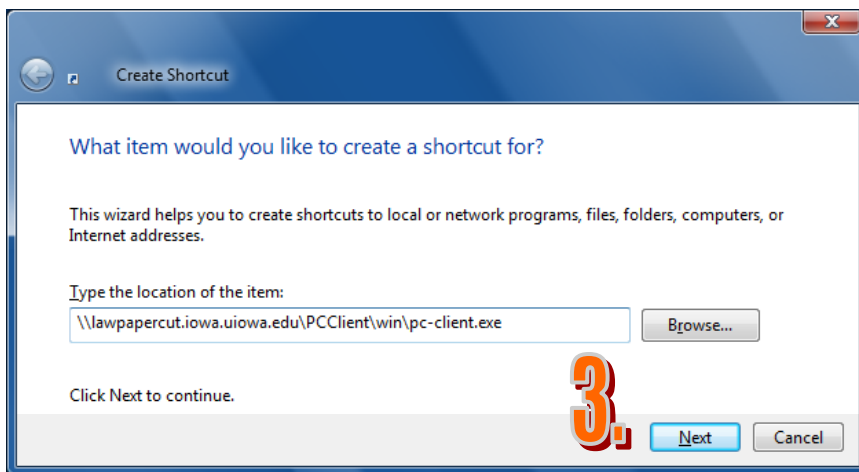 Create Shortcut
What item would you like to create a shortcut for?
This wizard helps you to create shortcuts to local or network programs, files, folders, computers, or
Internet addresses.
Type the location of the item:
\\lawpapercut.iowa.uiowa.edu\PCClient\win\pc-client.exe
Browse...
Click Next to continue.
3.
Next
Cancel